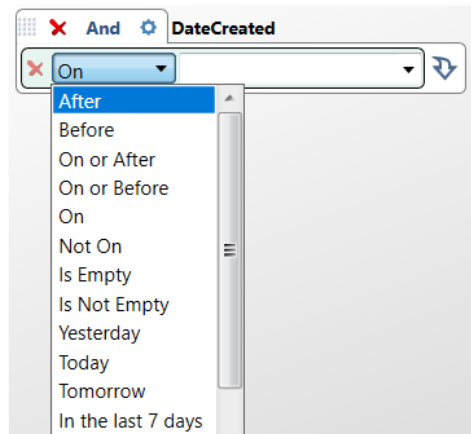 And DateCreated
On
After
Before
On or After
On or Before
On
Not On
Is Empty
Is Not Empty
Yesterday
Today
Tomorrow
In the last 7 days